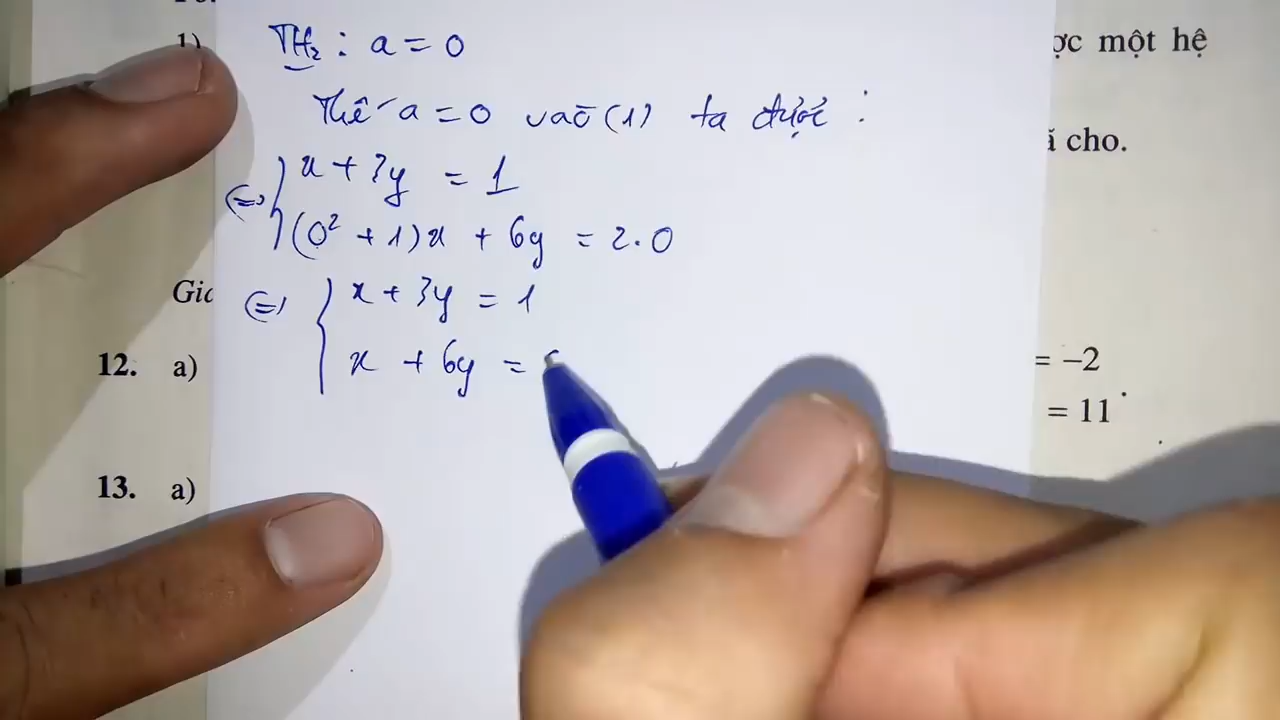 1)
TH₂ : a = 0
ợc một hệ
Thế a = 0 vào (1) ta được :
ã cho.
(=) { x + 3y = 1
(0² + 1)x + 6y = 2.0
Gic
(=) { x + 3y = 1
x + 6y =
12. a)
= −2
= 11 .
13. a)